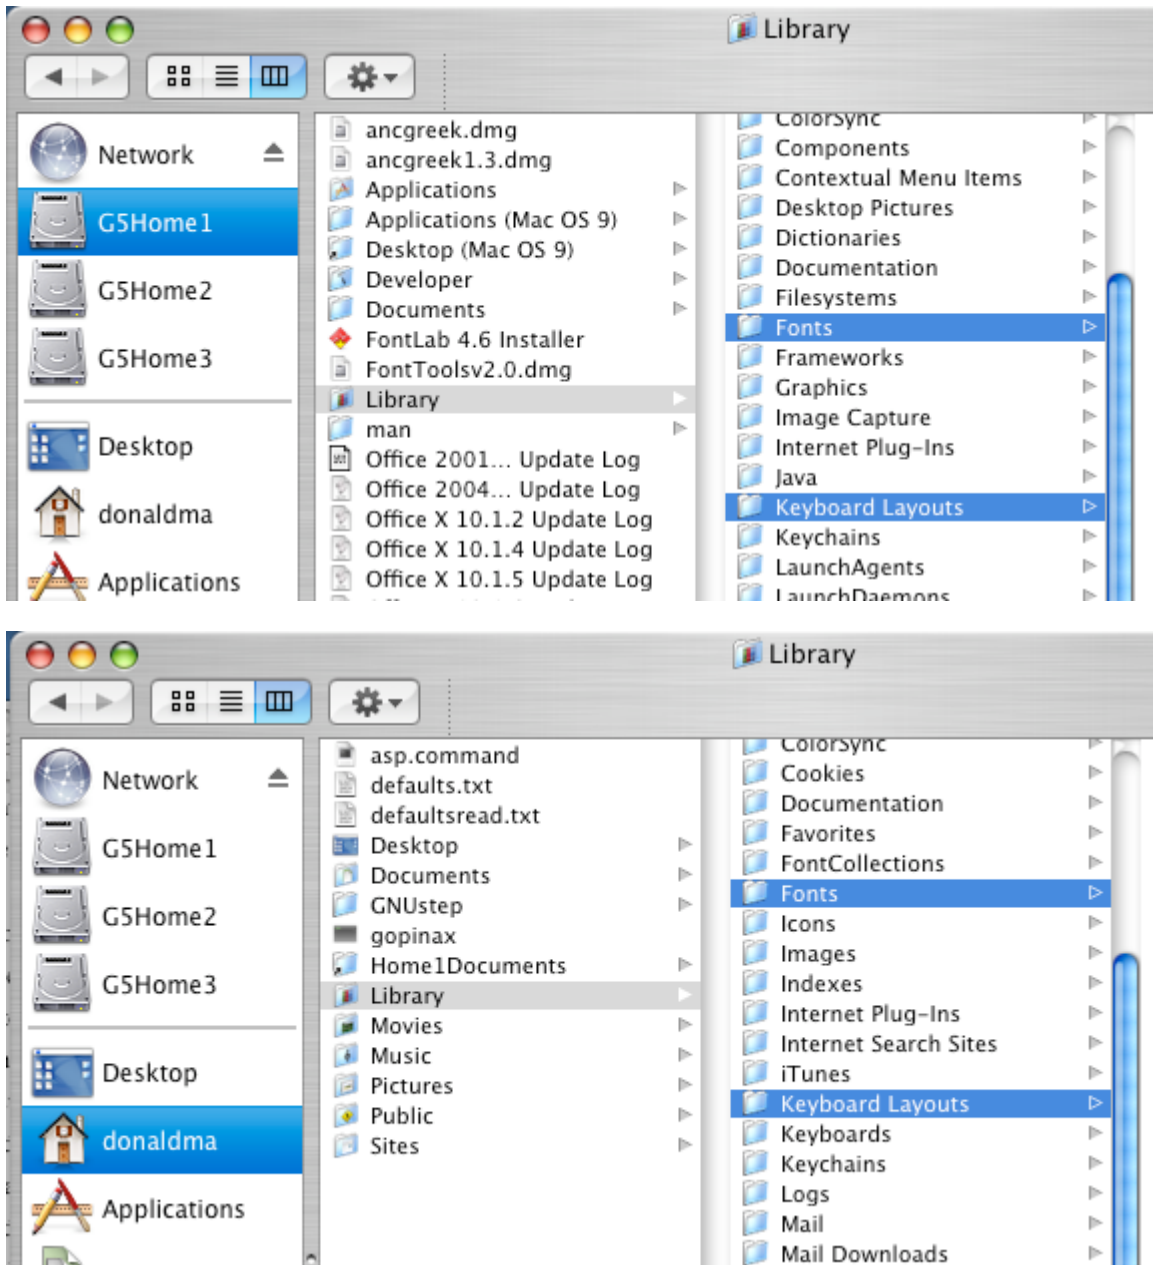 Library
Network
G5Home1
G5Home2
G5Home3
Desktop
donaldma
Applications
ancgreek.dmg
ancgreek1.3.dmg
Applications
Applications (Mac OS 9)
Desktop (Mac OS 9)
Developer
Documents
FontLab 4.6 Installer
FontToolsv2.0.dmg
Library
man
Office 2001... Update Log
Office 2004... Update Log
Office X 10.1.2 Update Log
Office X 10.1.4 Update Log
Office X 10.1.5 Update Log
ColorSync
Components
Contextual Menu Items
Desktop Pictures
Dictionaries
Documentation
Filesystems
Fonts
Frameworks
Graphics
Image Capture
Internet Plug-Ins
Java
Keyboard Layouts
Keychains
LaunchAgents
LaunchDaemons
Library
Network
G5Home1
G5Home2
G5Home3
Desktop
donaldma
Applications
asp.command
defaults.txt
defaultsread.txt
Desktop
Documents
GNUstep
gopinax
Home1Documents
Library
Movies
Music
Pictures
Public
Sites
ColorSync
Cookies
Documentation
Favorites
FontCollections
Fonts
Icons
Images
Indexes
Internet Plug-Ins
Internet Search Sites
iTunes
Keyboard Layouts
Keyboards
Keychains
Logs
Mail
Mail Downloads